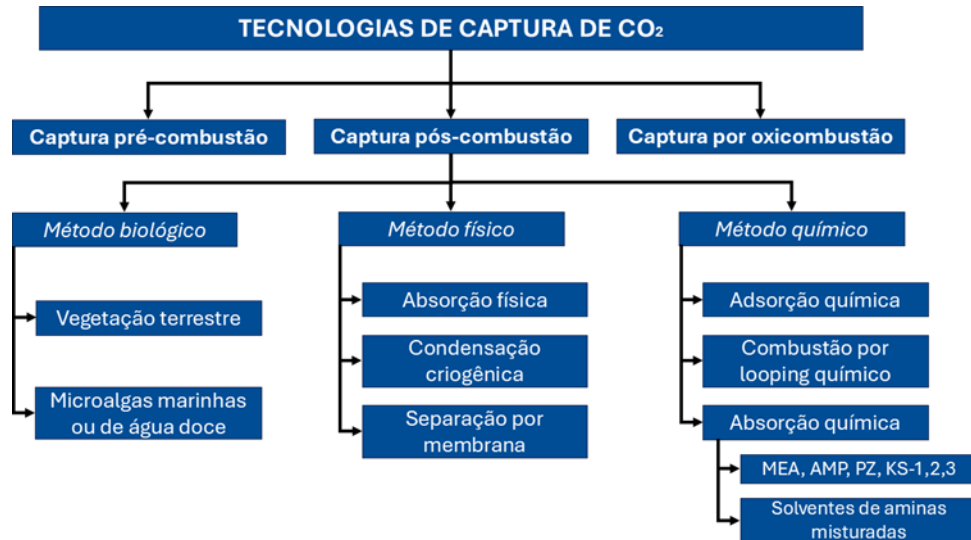 TECNOLOGIAS DE CAPTURA DE CO₂
Captura pré-combustão
Captura pós-combustão
Captura por oxicombustão
Método biológico
Método físico
Método químico
Vegetação terrestre
Microalgas marinhas
ou de água doce
Absorção física
Condensação
criogênica
Separação por
membrana
Adsorção química
Combustão por
looping químico
Absorção química
MEA, AMP, PZ, KS-1,2,3
Solventes de aminas
misturadas